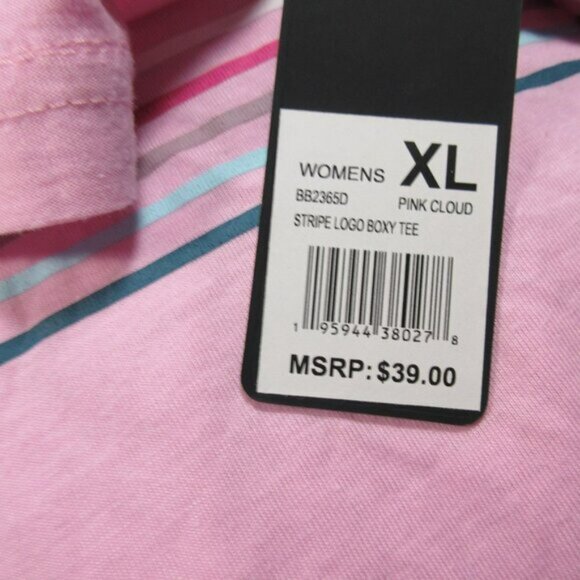 WOMENS XL
BB2365D PINK CLOUD
STRIPE LOGO BOXY TEE
1 95944 38027 8
MSRP: $39.00